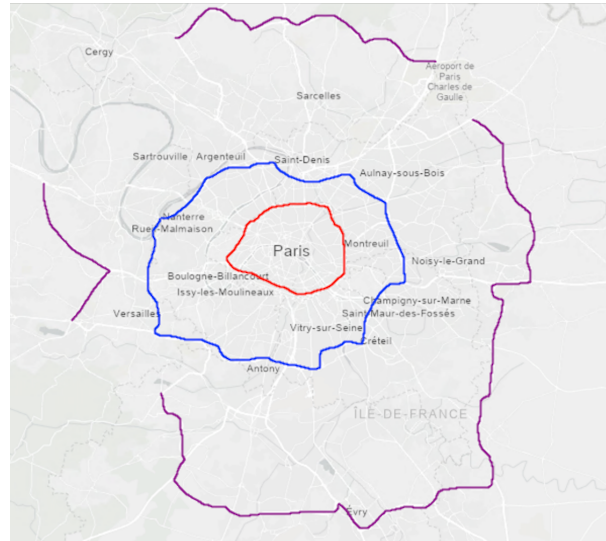 Cergy
Aéroport de
Paris
Charles de
Gaulle
Sarcelles
Sartrouville
Argenteuil
Saint-Denis
Aulnay-sous-Bois
Nanterre
Rueil-Malmaison
Paris
Montreuil
Noisy-le-Grand
Boulogne-Billancourt
Issy-les-Moulineaux
Champigny-sur-Marne
Saint-Maur-des-Fossés
Versailles
Vitry-sur-Seine
Créteil
Antony
ÎLE-DE-FRANCE
Évry